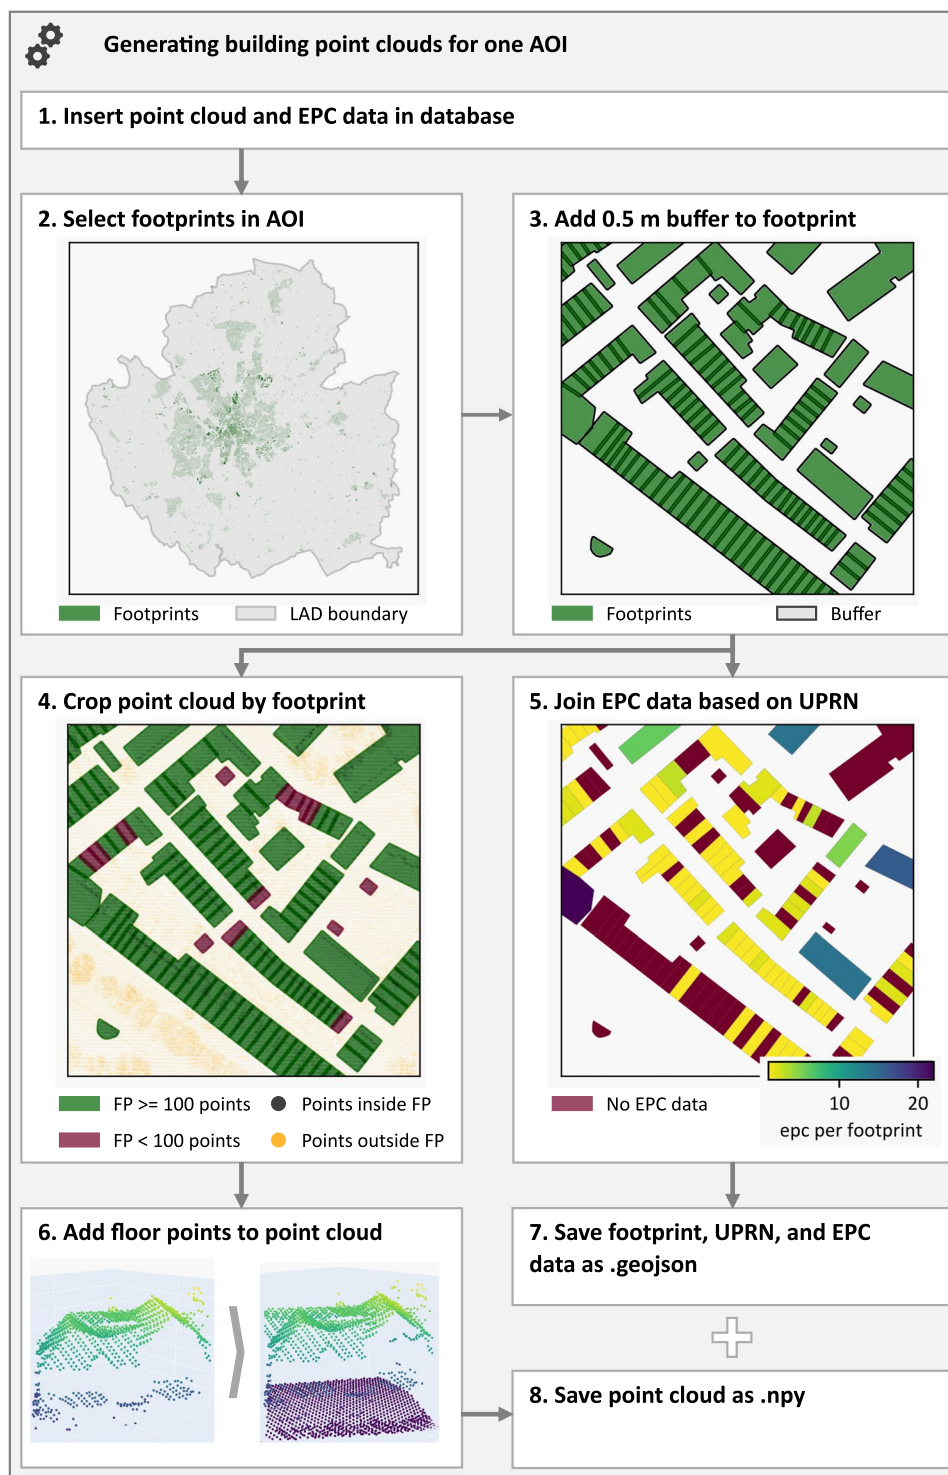 Generating building point clouds for one AOI
1. Insert point cloud and EPC data in database
2. Select footprints in AOI
Footprints
LAD boundary
3. Add 0.5 m buffer to footprint
Footprints
Buffer
4. Crop point cloud by footprint
FP >= 100 points
Points inside FP
FP < 100 points
Points outside FP
5. Join EPC data based on UPRN
No EPC data
10
20
epc per footprint
6. Add floor points to point cloud
7. Save footprint, UPRN, and EPC
data as .geojson
8. Save point cloud as .npy